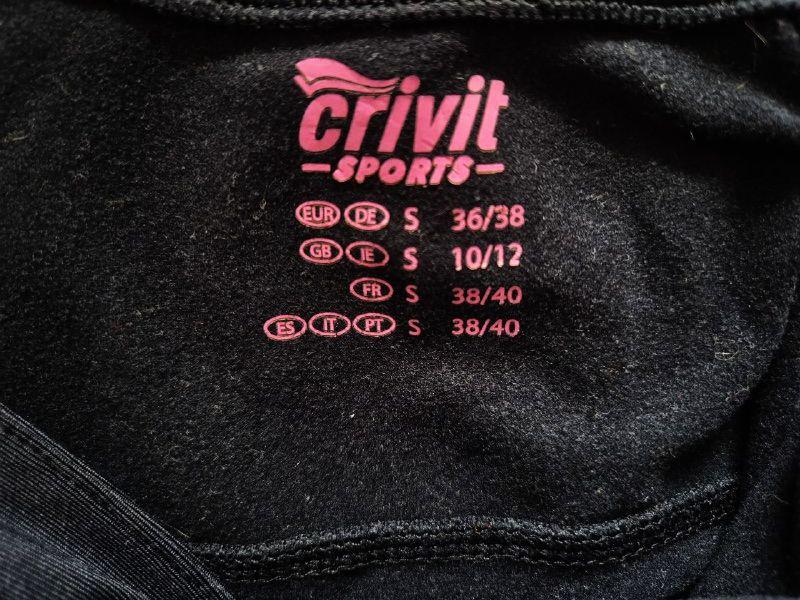 crivit
SPORTS
EUR DE S 36/38
GB IE S 10/12
FR S 38/40
ES IT PT S 38/40